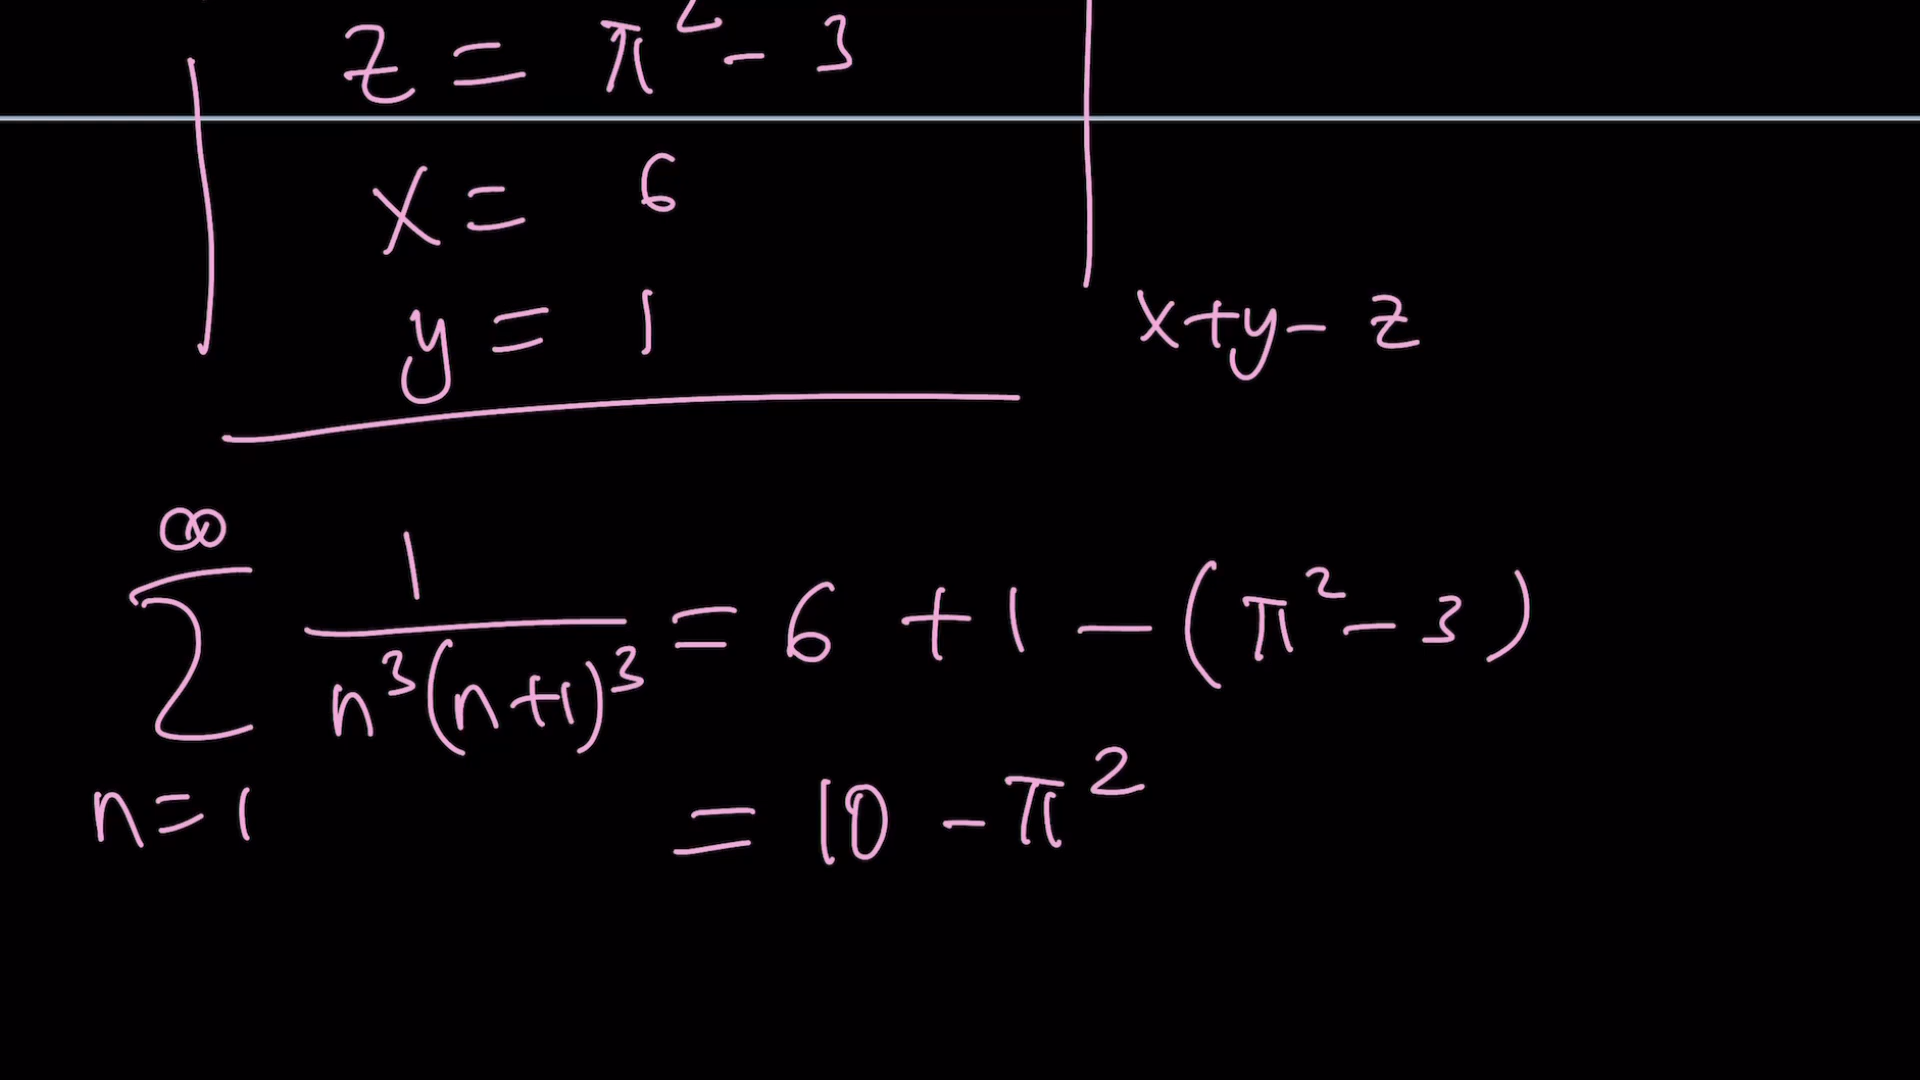 z = π² - 3
x = 6
y = 1
x+y- z
∞
∑ 1/(n³(n+1)³) = 6 + 1 - (π² - 3)
n=1
= 10 - π²